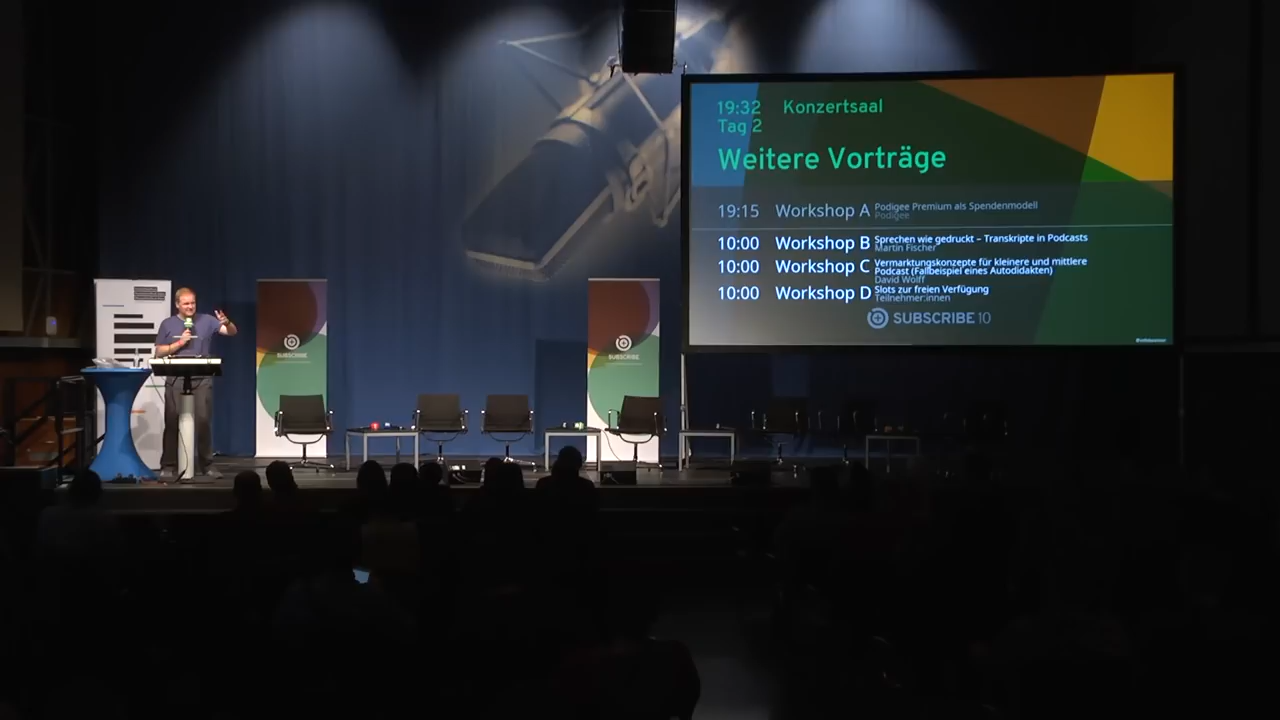 19:32 Konzertsaal
Tag 2
Weitere Vorträge
19:15 Workshop A Podigee Premium als Spendenmodell
Podigee
10:00 Workshop B Sprechen wie gedruckt – Transkripte in Podcasts
Martin Fischer
10:00 Workshop C Vermarktungskonzepte für kleinere und mittlere
Podcast (Fallbeispiel eines Autodidakten)
David Wolff
10:00 Workshop D Slots zur freien Verfügung
Teilnehmer:innen
SUBSCRIBE 10
SUBSCRIBE
SUBSCRIBE